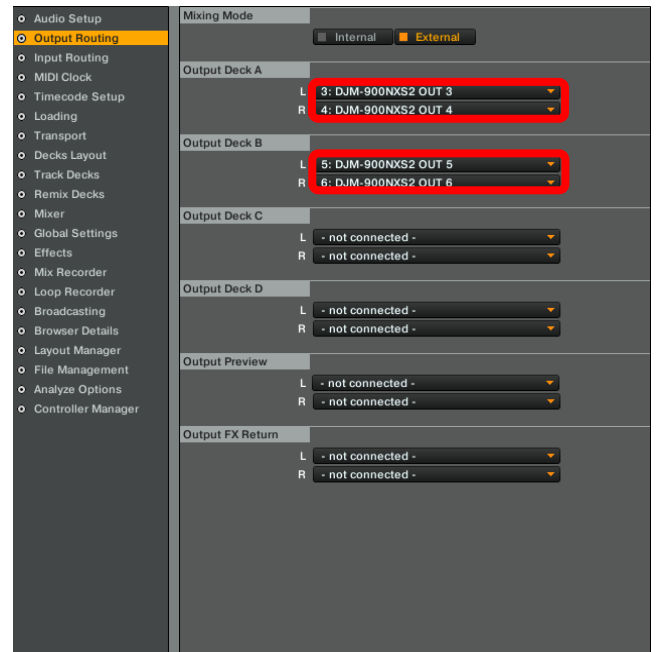 Audio Setup
Output Routing
Input Routing
MIDI Clock
Timecode Setup
Loading
Transport
Decks Layout
Track Decks
Remix Decks
Mixer
Global Settings
Effects
Mix Recorder
Loop Recorder
Broadcasting
Browser Details
Layout Manager
File Management
Analyze Options
Controller Manager
Mixing Mode
Internal External
Output Deck A
L 3: DJM-900NXS2 OUT 3
R 4: DJM-900NXS2 OUT 4
Output Deck B
L 5: DJM-900NXS2 OUT 5
R 6: DJM-900NXS2 OUT 6
Output Deck C
L - not connected -
R - not connected -
Output Deck D
L - not connected -
R - not connected -
Output Preview
L - not connected -
R - not connected -
Output FX Return
L - not connected -
R - not connected -